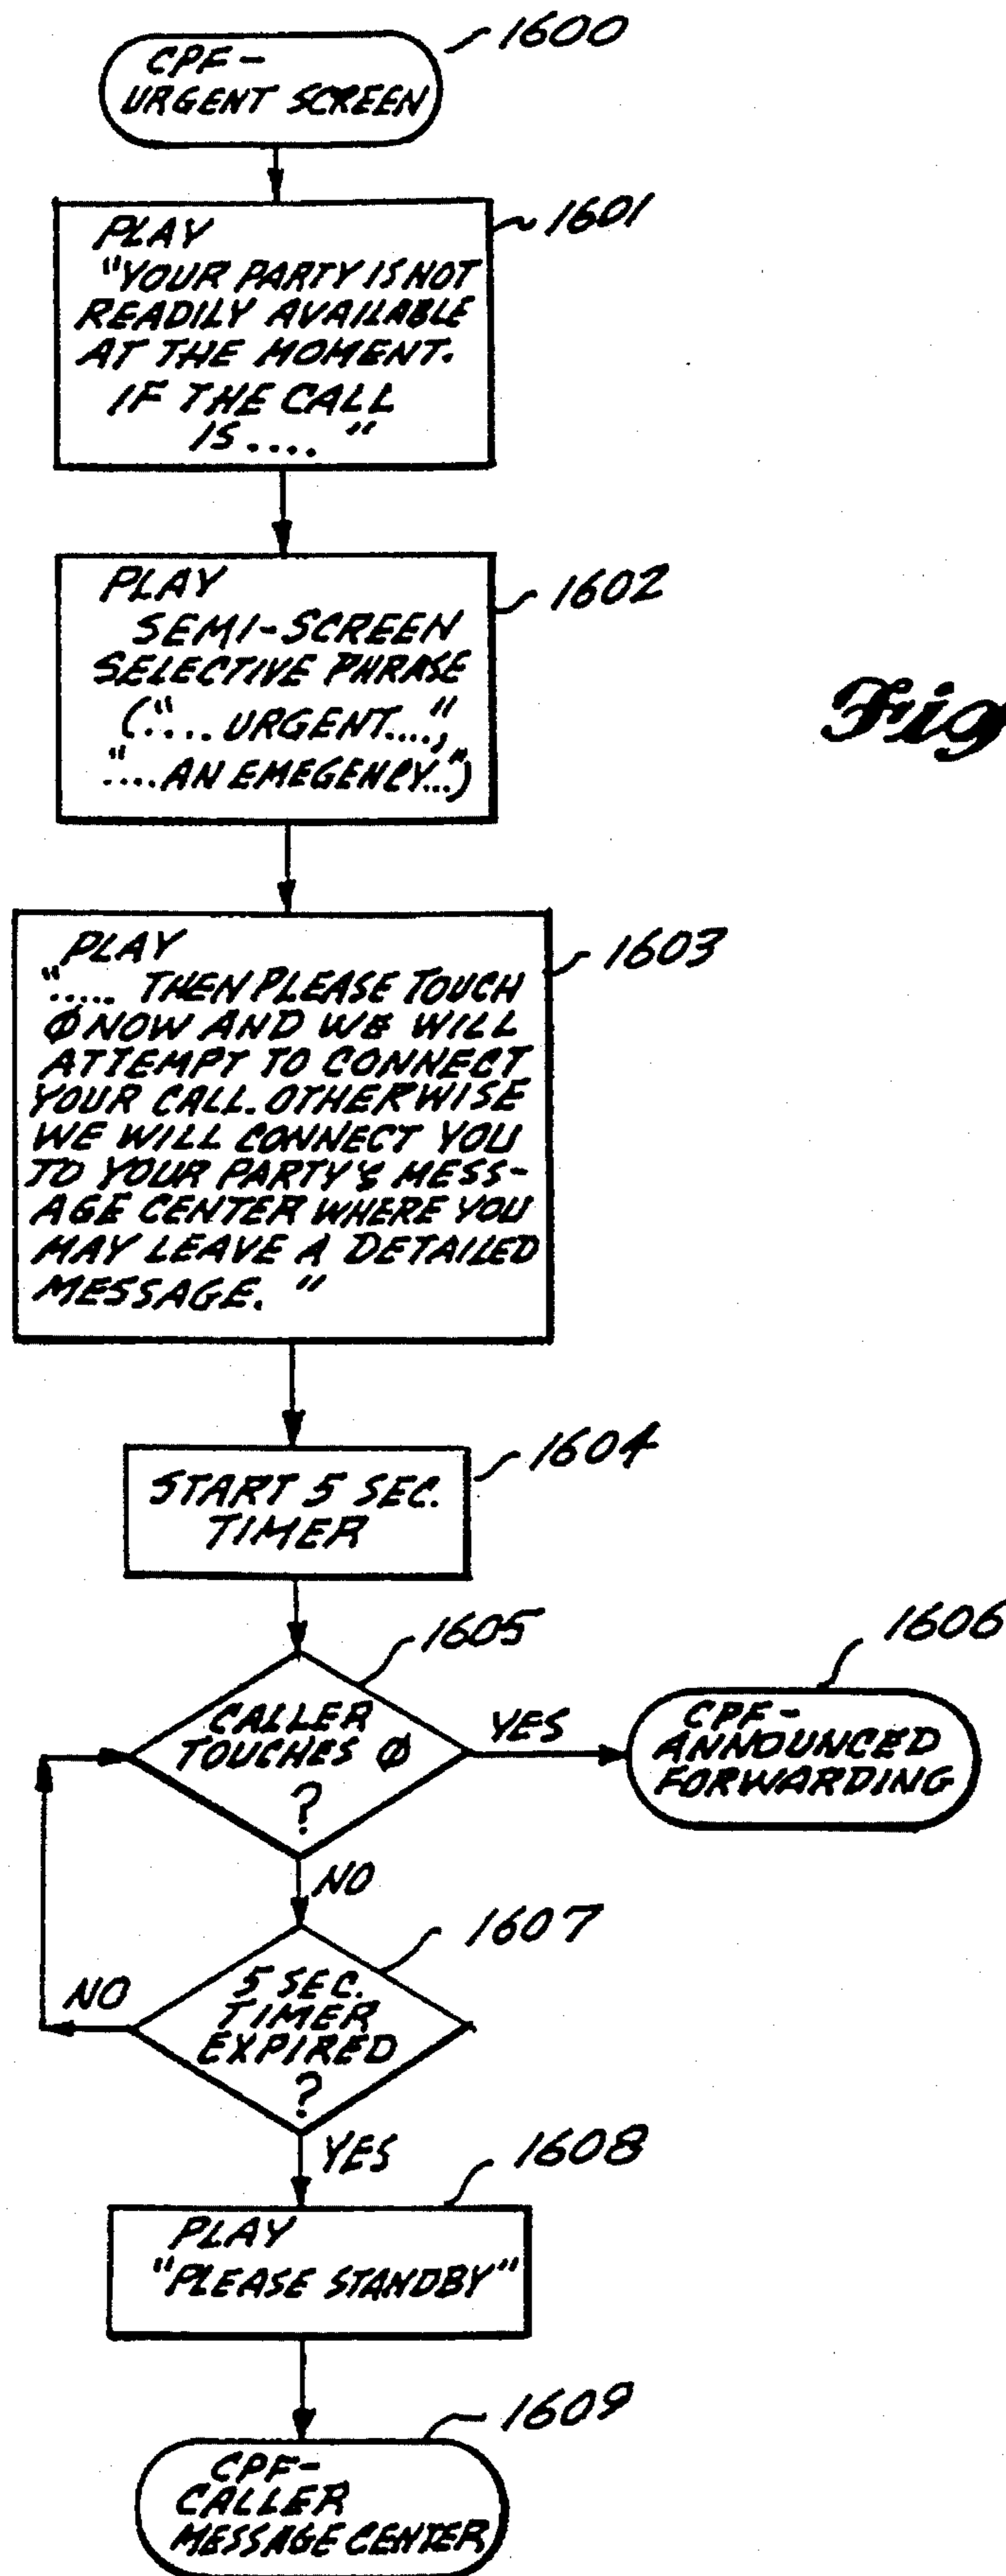 CPF-
URGENT SCREEN
1600
PLAY
"YOUR PARTY IS NOT
READILY AVAILABLE
AT THE MOMENT.
IF THE CALL
IS...."
1601
PLAY
SEMI-SCREEN
SELECTIVE PHRASE
("....URGENT....",
"....AN EMEGENCY...")
1602
Fig
PLAY
"..... THEN PLEASE TOUCH
Ø NOW AND WE WILL
ATTEMPT TO CONNECT
YOUR CALL. OTHERWISE
WE WILL CONNECT YOU
TO YOUR PARTY'S MESS-
AGE CENTER WHERE YOU
MAY LEAVE A DETAILED
MESSAGE."
1603
START 5 SEC.
TIMER
1604
CALLER
TOUCHES Ø
?
1605
YES
CPF-
ANNOUNCED
FORWARDING
1606
NO
5 SEC.
TIMER
EXPIRED
?
1607
NO
YES
PLAY
"PLEASE STANDBY"
1608
CPF-
CALLER
MESSAGE CENTER
1609